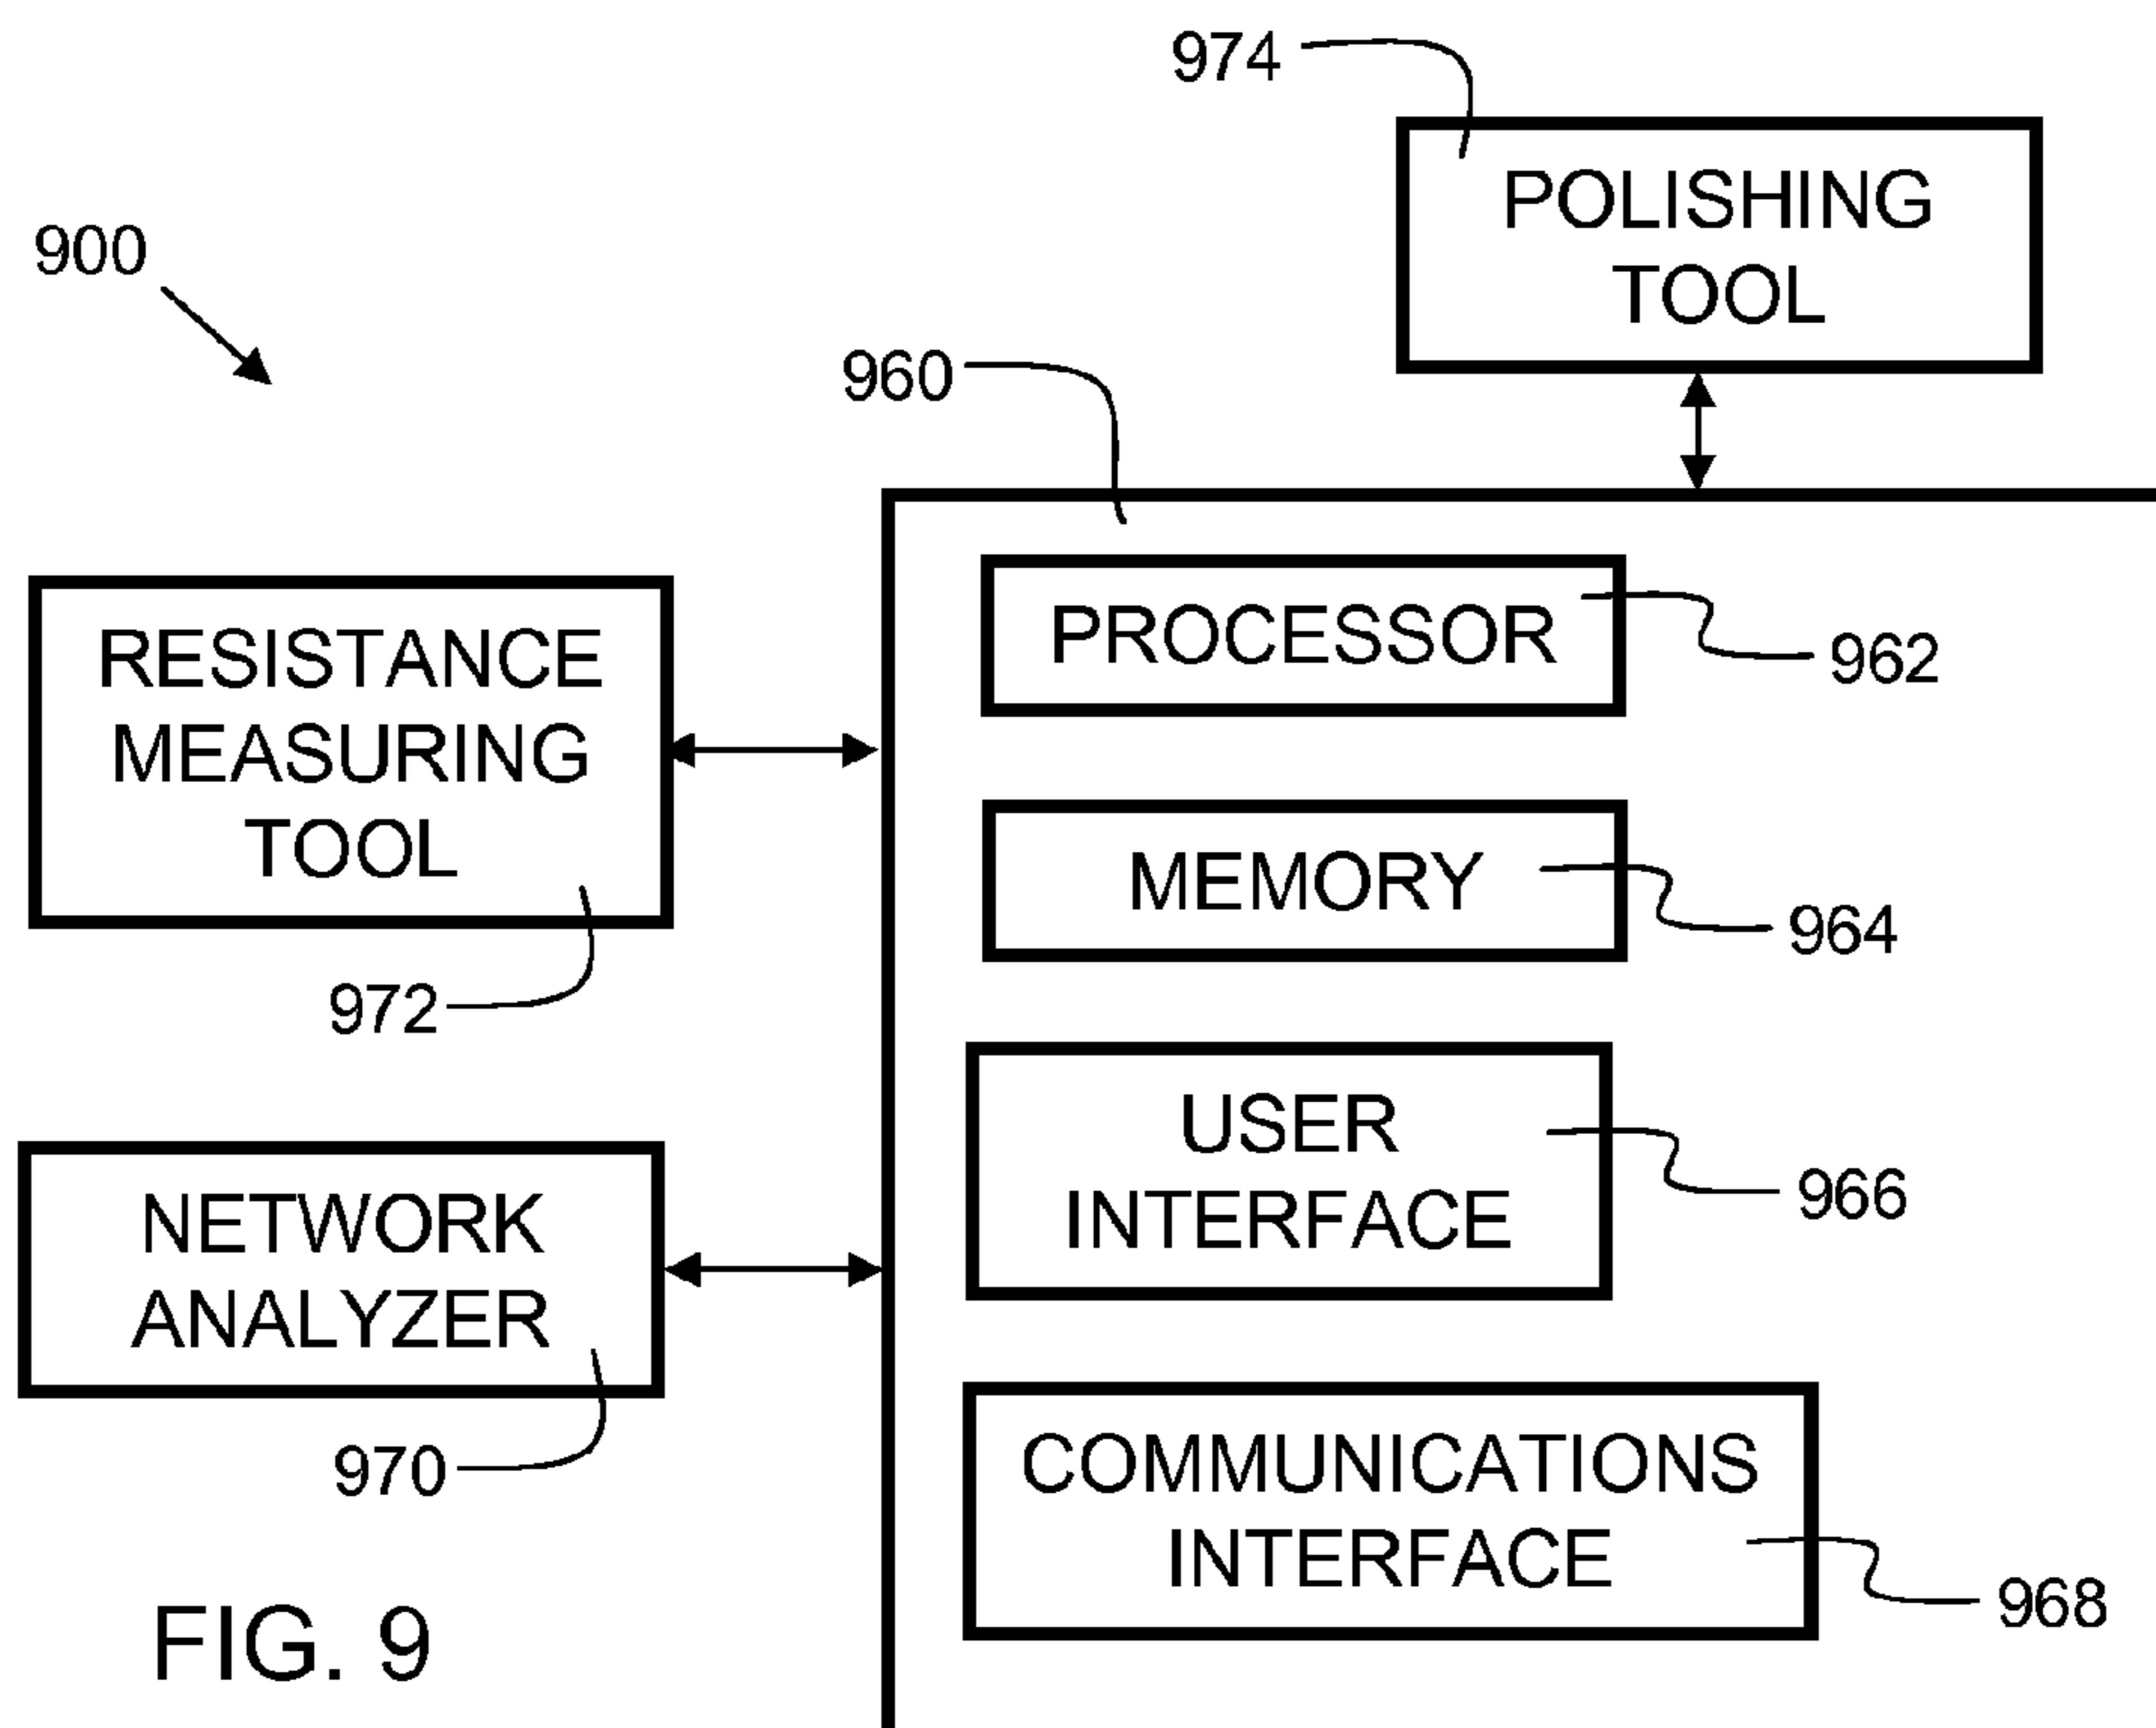 974
POLISHING
TOOL
900
960
PROCESSOR
962
RESISTANCE
MEASURING
TOOL
972
MEMORY
964
USER
INTERFACE
966
NETWORK
ANALYZER
970
COMMUNICATIONS
INTERFACE
968
FIG. 9